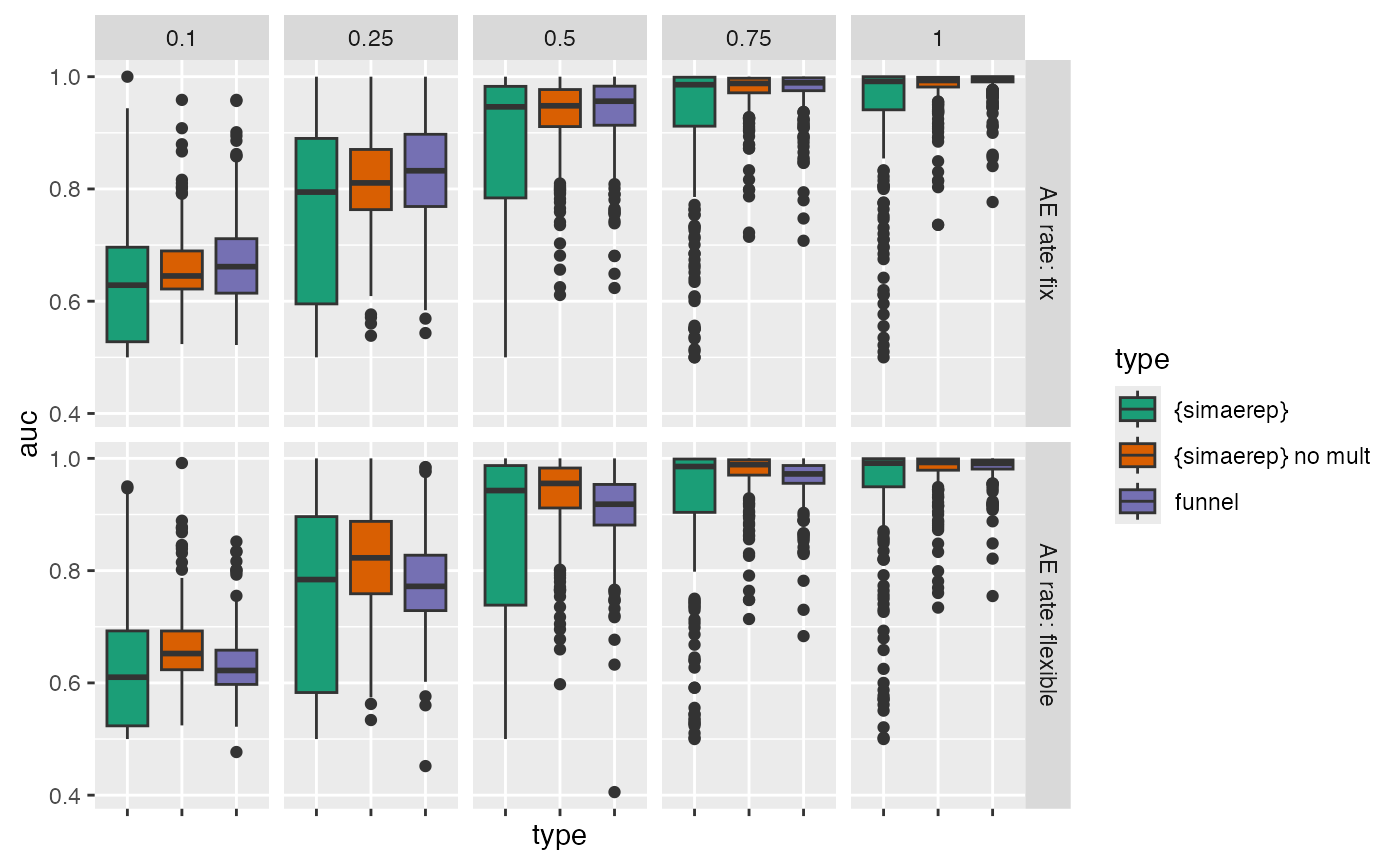 0.1 0.25 0.5 0.75 1
1.0
0.8
0.6
0.4
AE rate: fix
auc
1.0
0.8
0.6
0.4
AE rate: flexible
type
type
{simaerep}
{simaerep} no mult
funnel